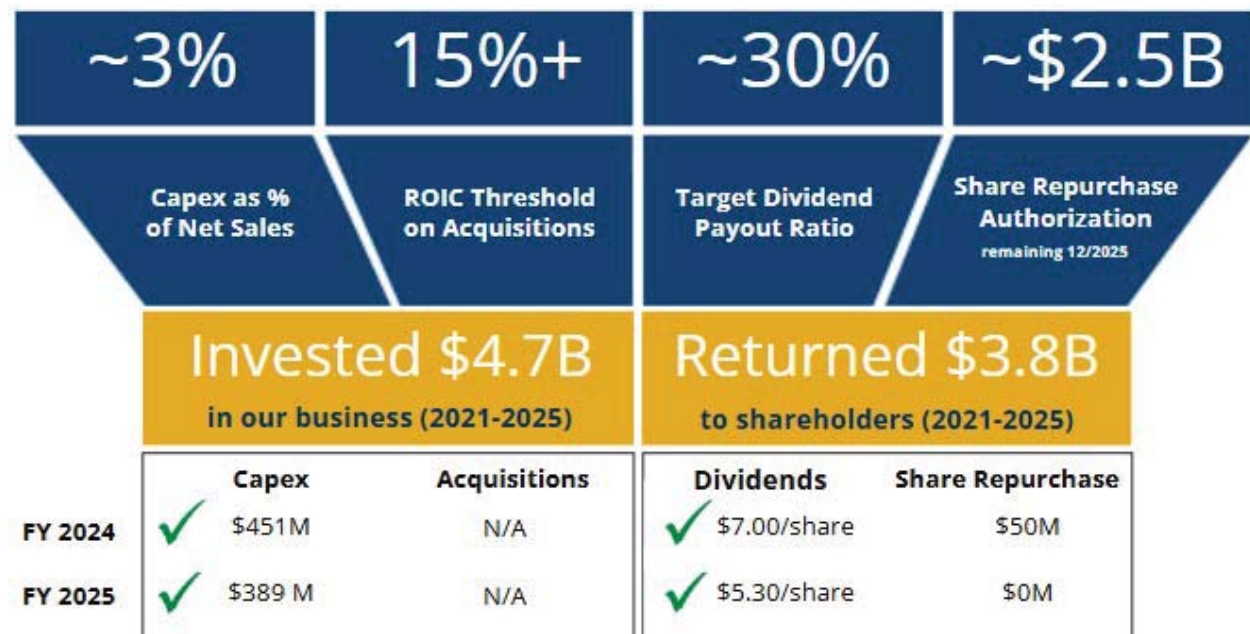 ~3%
15%+
~30%
~$2.5B
Capex as %
of Net Sales
ROIC Threshold
on Acquisitions
Target Dividend
Payout Ratio
Share Repurchase
Authorization
remaining 12/2025
Invested $4.7B
in our business (2021-2025)
Returned $3.8B
to shareholders (2021-2025)
Capex Acquisitions Dividends Share Repurchase
FY 2024 $451M N/A $7.00/share $50M
FY 2025 $389 M N/A $5.30/share $0M